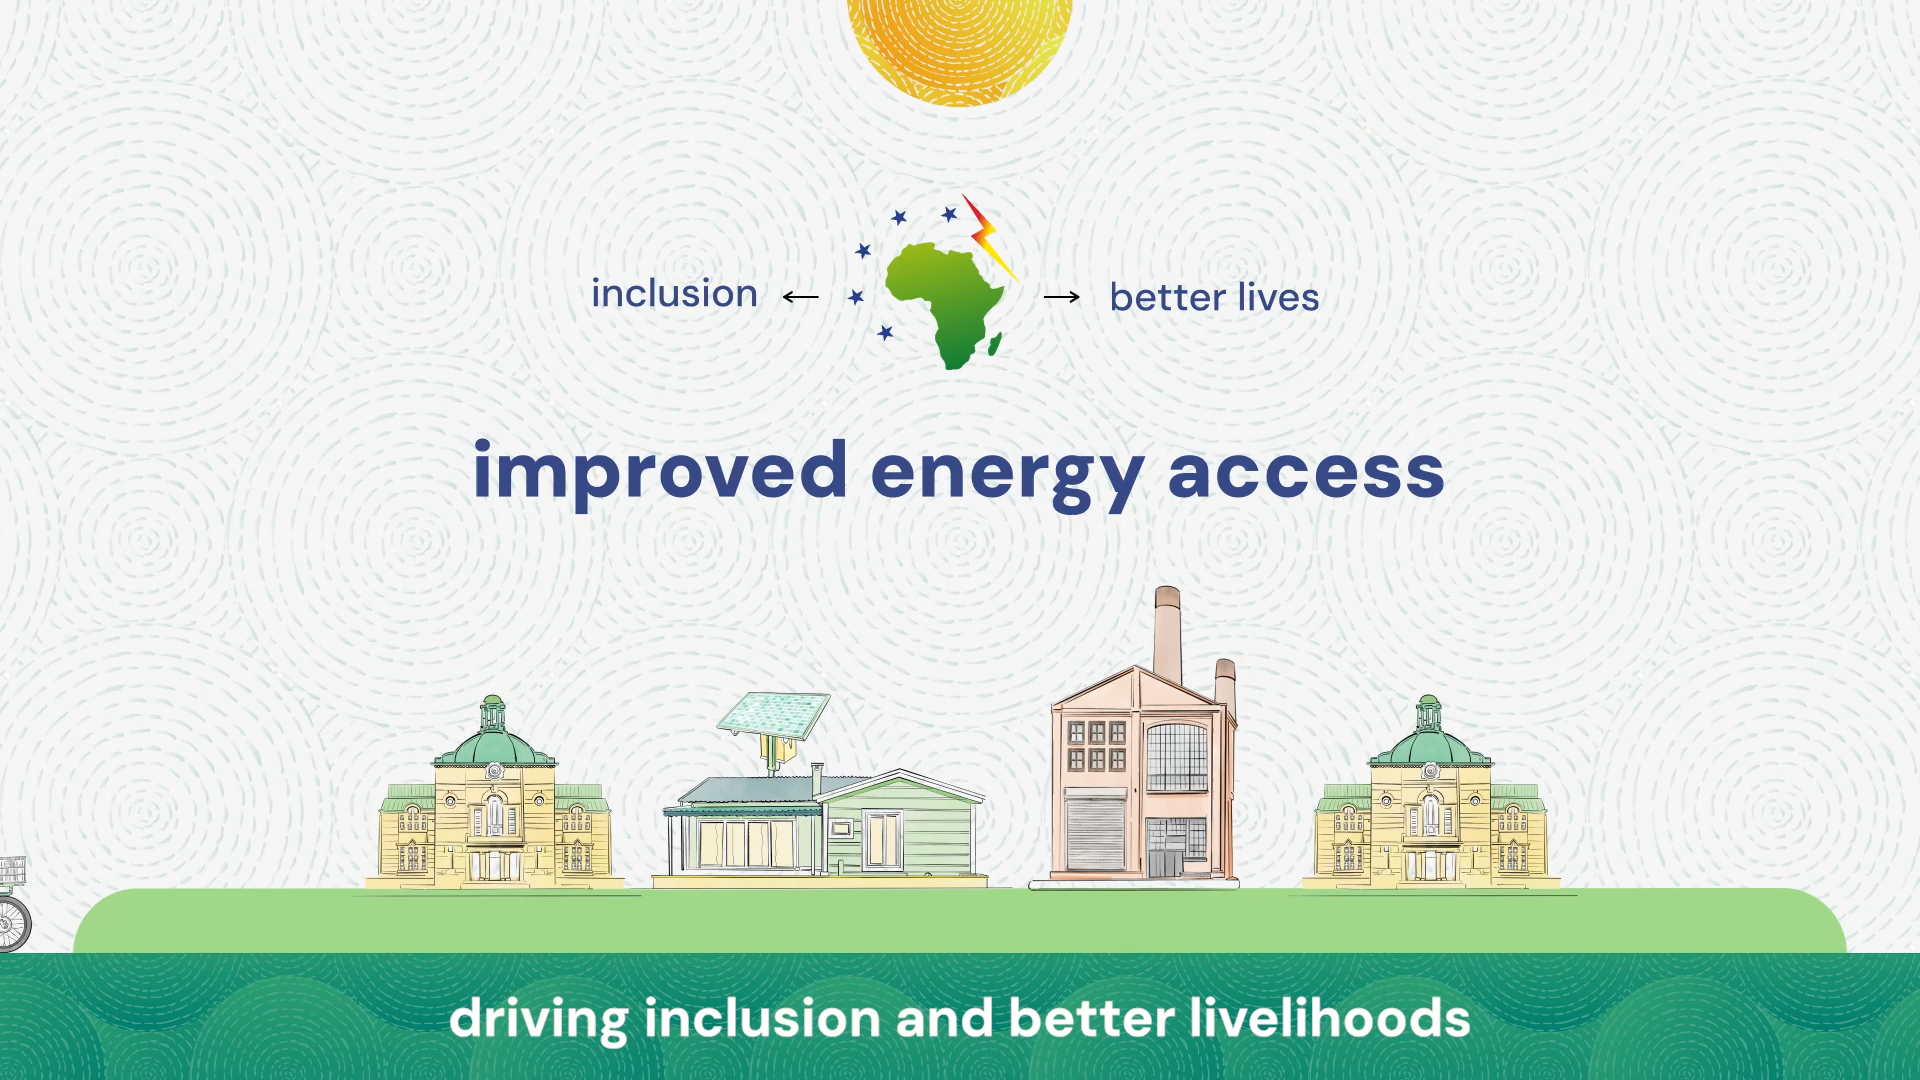 inclusion
better lives
improved energy access
driving inclusion and better livelihoods